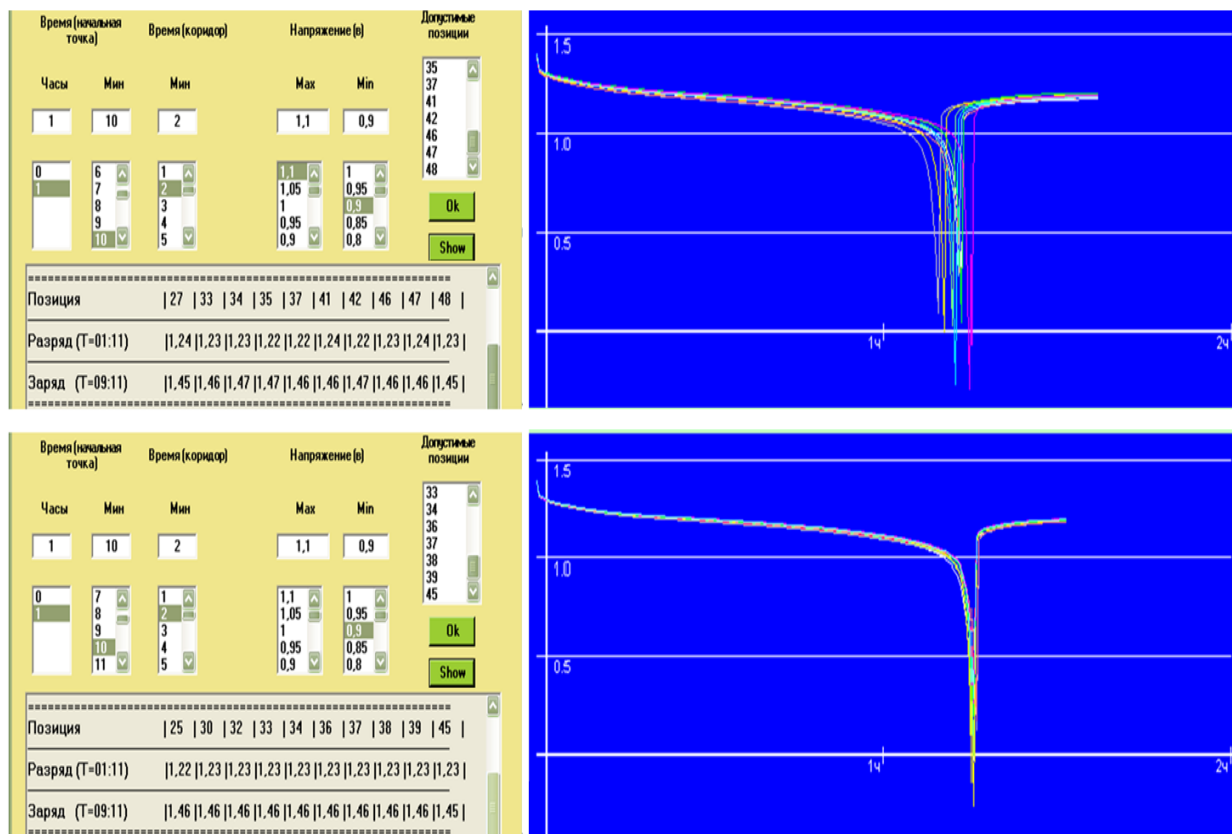 Время (начальная точка) Время (коридор) Напряжение (в) Допустимые позиции
Часы Мин Мин Max Min
1 10 2 1,1 0,9
35
37
41
42
46
47
48
0 6 1 1,1 1
1 7 2 1,05 0,95
8 3 1 0,9
9 4 0,95 0,85
10 5 0,9 0,8
Ok
Show
Позиция |27 |33 |34 |35 |37 |41 |42 |46 |47 |48 |
Разряд (T=01:11) |1,24|1,23|1,23|1,22|1,22|1,24|1,22|1,23|1,24|1,23|
Заряд (T=09:11) |1,45|1,46|1,47|1,47|1,46|1,46|1,47|1,46|1,46|1,45|
1.5
1.0
0.5
1ч 2ч
Время (начальная точка) Время (коридор) Напряжение (в) Допустимые позиции
Часы Мин Мин Max Min
1 10 2 1,1 0,9
33
34
36
37
38
39
45
0 7 1 1,1 1
1 8 2 1,05 0,95
9 3 1 0,9
10 4 0,95 0,85
11 5 0,9 0,8
Ok
Show
Позиция |25 |30 |32 |33 |34 |36 |37 |38 |39 |45 |
Разряд (T=01:11) |1,22|1,23|1,23|1,23|1,23|1,23|1,23|1,23|1,23|1,23|
Заряд (T=09:11) |1,46|1,46|1,46|1,46|1,46|1,46|1,46|1,46|1,46|1,45|
1.5
1.0
0.5
1ч 2ч